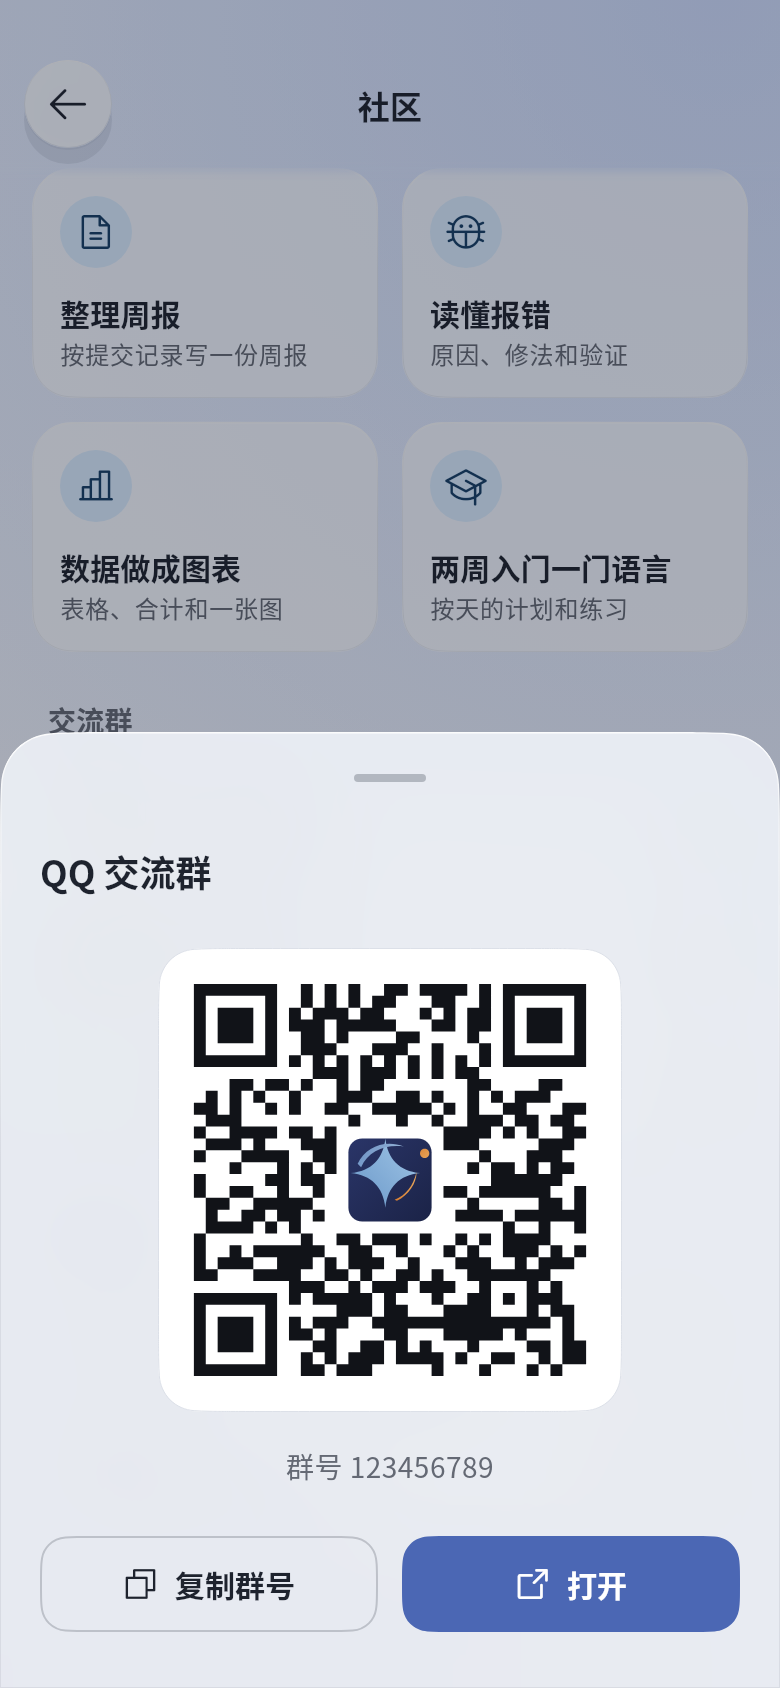 社区
整理周报
按提交记录写一份周报
读懂报错
原因、修法和验证
数据做成图表
表格、合计和一张图
两周入门一门语言
按天的计划和练习
交流群
QQ 交流群
群号 123456789
复制群号
打开